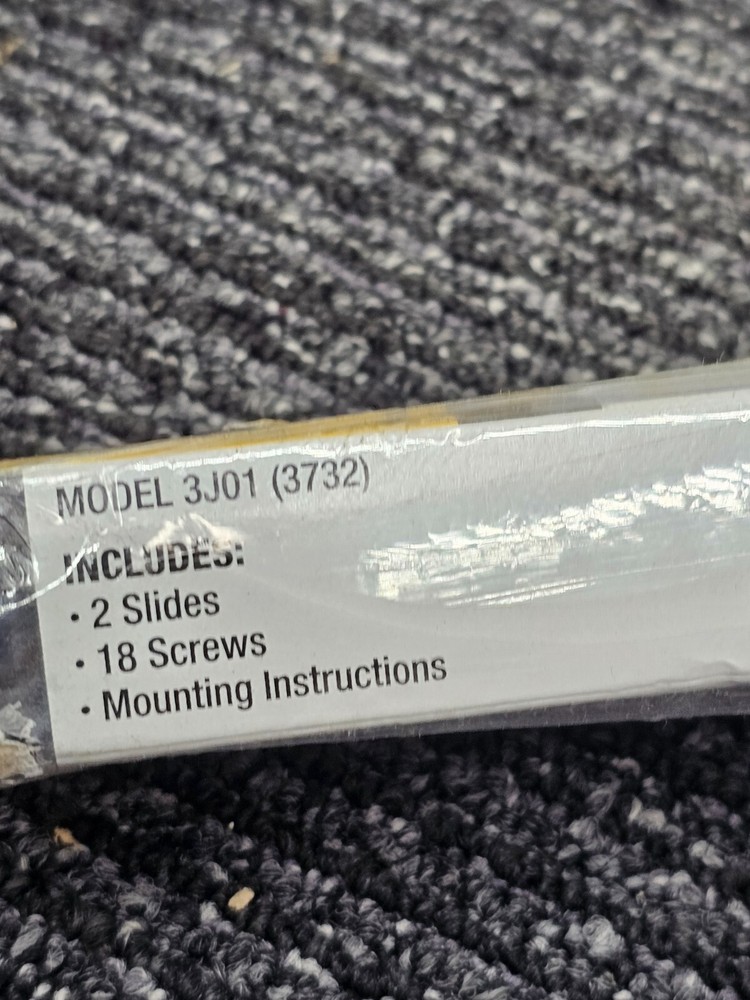 MODEL 3J01 (3732)
INCLUDES:
• 2 Slides
• 18 Screws
• Mounting Instructions